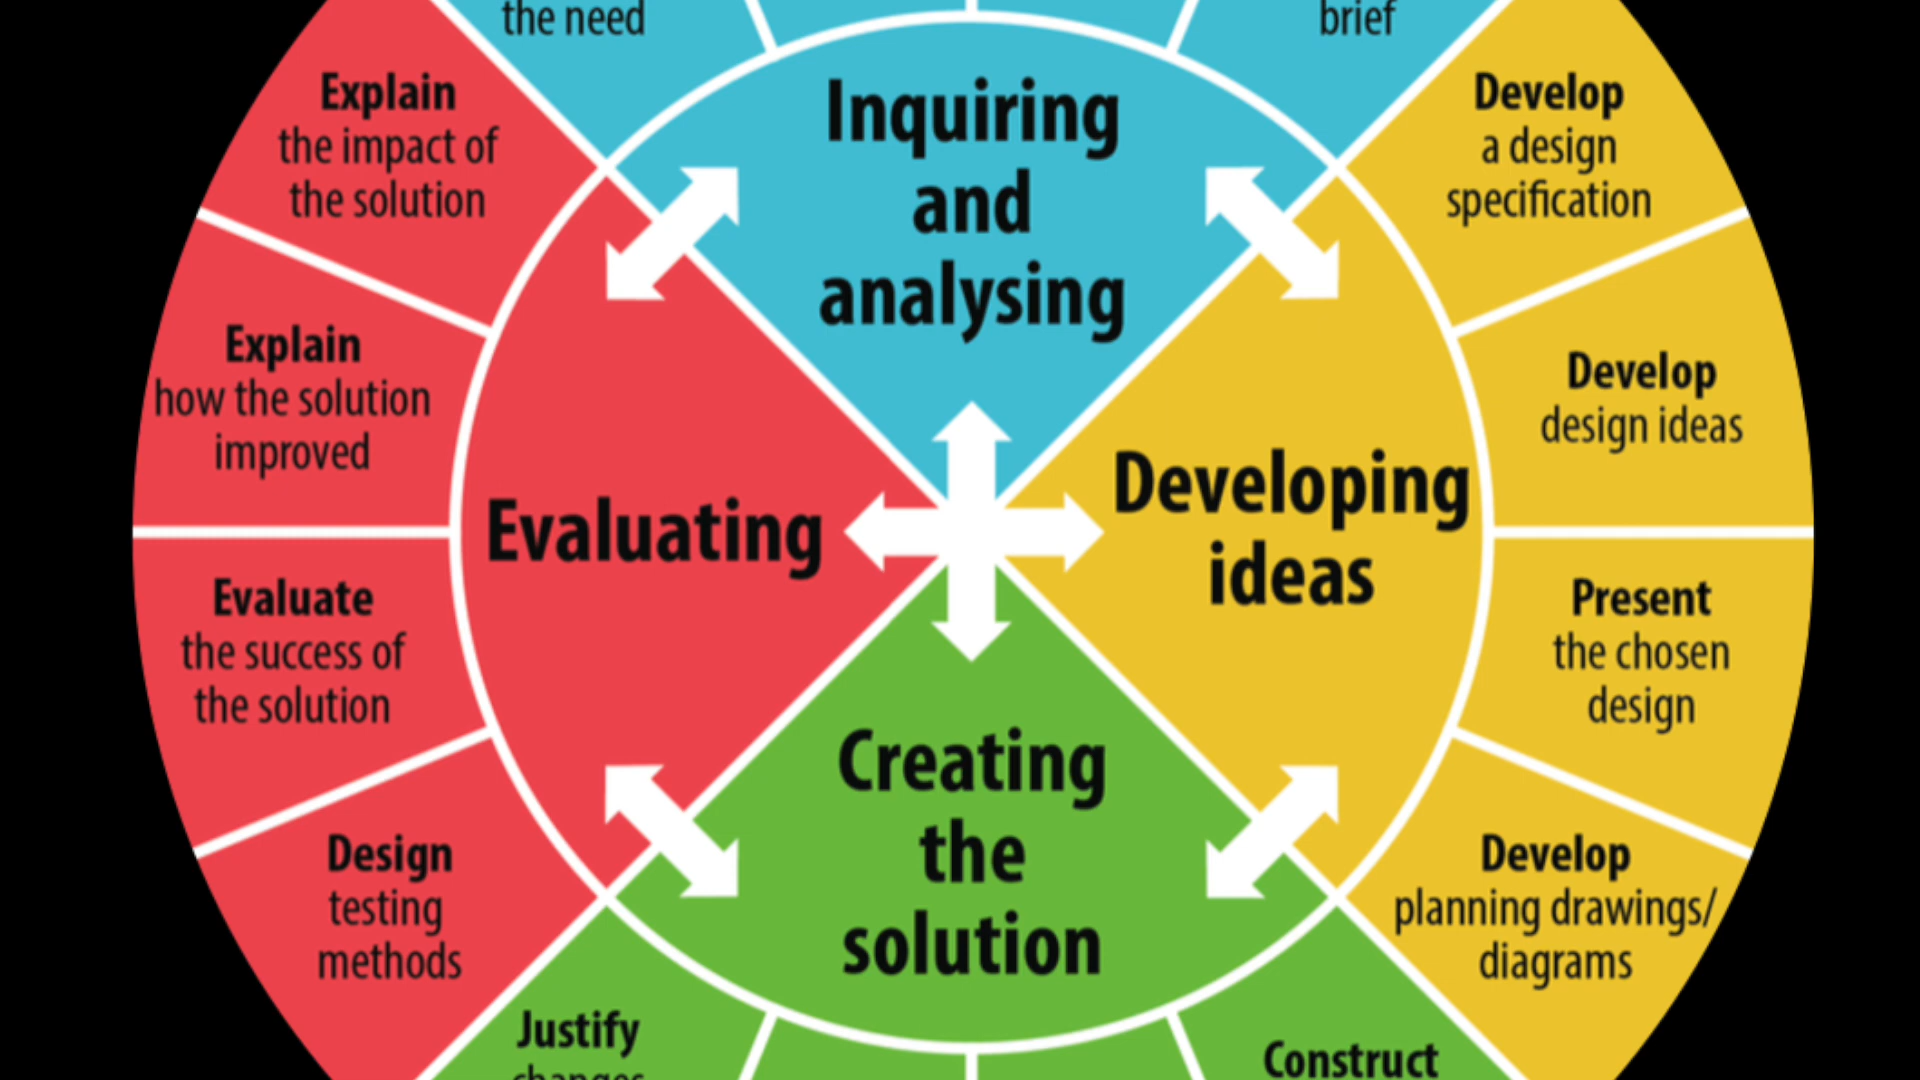 the need
brief
Explain
the impact of
the solution
Inquiring
and
analysing
Develop
a design
specification
Explain
how the solution
improved
Develop
design ideas
Evaluating
Developing
ideas
Evaluate
the success of
the solution
Present
the chosen
design
Creating
the
solution
Design
testing
methods
Develop
planning drawings/
diagrams
Justify
changes
Construct